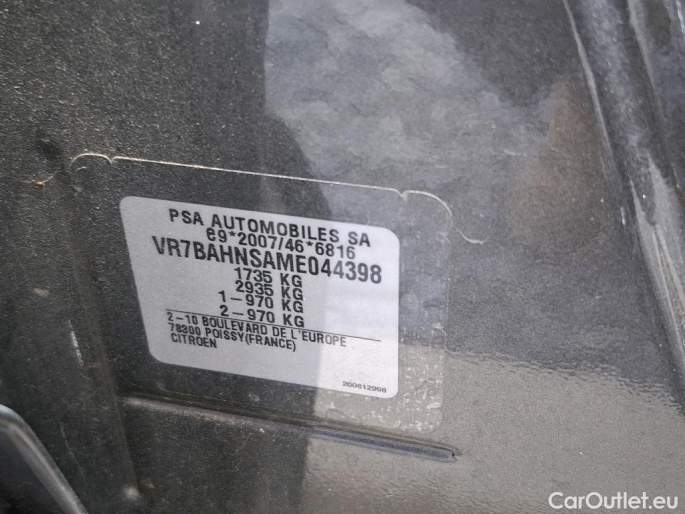 PSA AUTOMOBILES SA
e9*2007/46*6816
VR7BAHNSAME044398
1735 KG
2935 KG
1-970 KG
2-970 KG
2-10 BOULEVARD DE L'EUROPE
78300 POISSY(FRANCE)
CITROEN
200612968
CarOutlet.eu